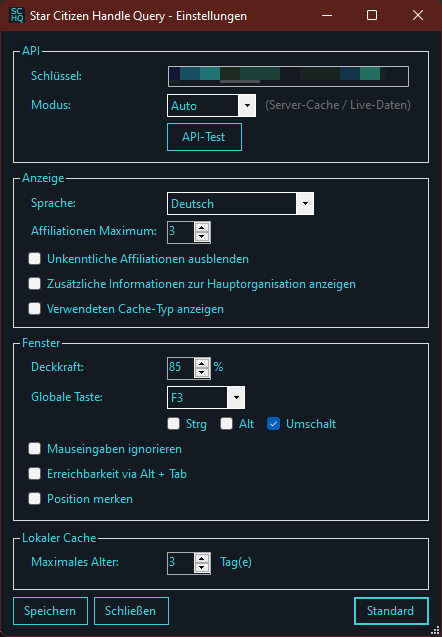 SC
HQ
Star Citizen Handle Query - Einstellungen
API
Schlüssel:
Modus: Auto (Server-Cache / Live-Daten)
API-Test
Anzeige
Sprache: Deutsch
Affiliationen Maximum: 3
Unkenntliche Affiliationen ausblenden
Zusätzliche Informationen zur Hauptorganisation anzeigen
Verwendeten Cache-Typ anzeigen
Fenster
Deckkraft: 85 %
Globale Taste: F3
Strg Alt Umschalt
Mauseingaben ignorieren
Erreichbarkeit via Alt + Tab
Position merken
Lokaler Cache
Maximales Alter: 3 Tag(e)
Speichern Schließen Standard